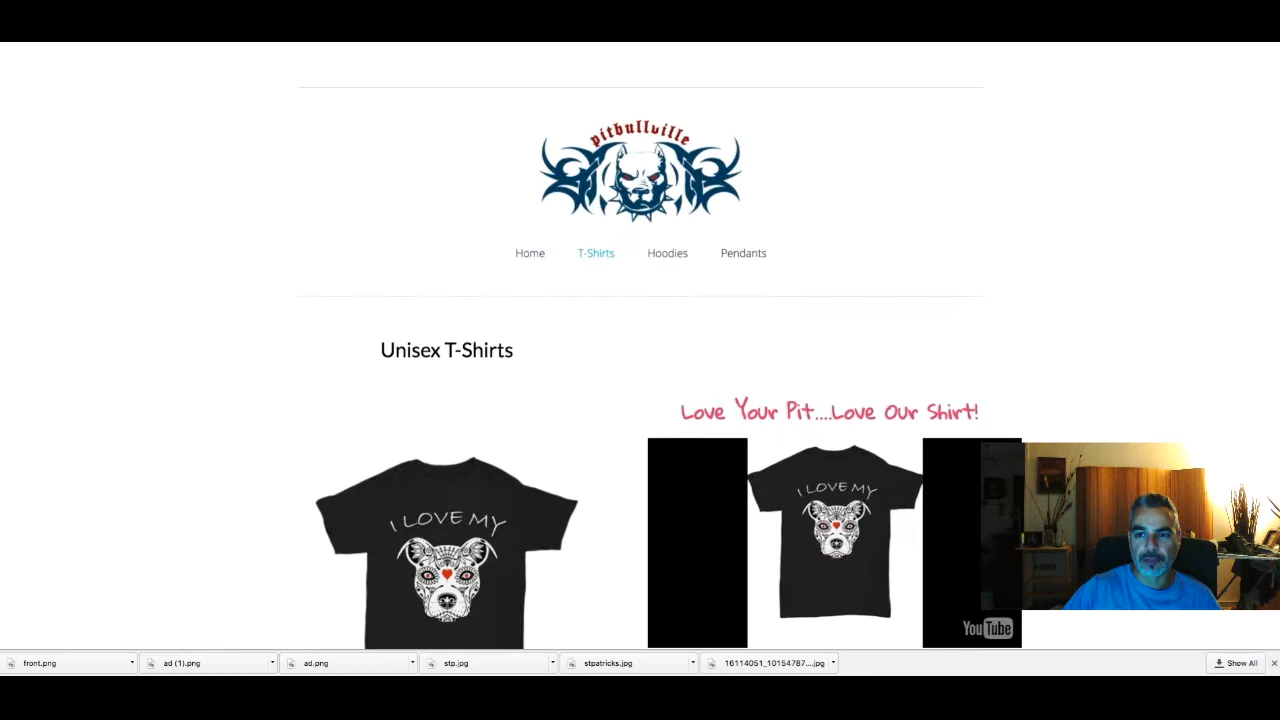 pitbullville
Home T-Shirts Hoodies Pendants
Unisex T-Shirts
Love Your Pit....Love Our Shirt!
I LOVE MY
I LOVE MY
YouTube
front.png ad (1).png ad.png stp.jpg stpatricks.jpg 16114051_10154787....jpg Show All